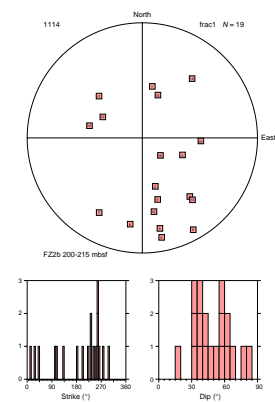 North
1114 frac1 N = 19
East
FZ2b 200-215 mbsf
3 3
2 2
1 1
0 0
0 90 180 270 360 0 30 60 90
Strike (°) Dip (°)